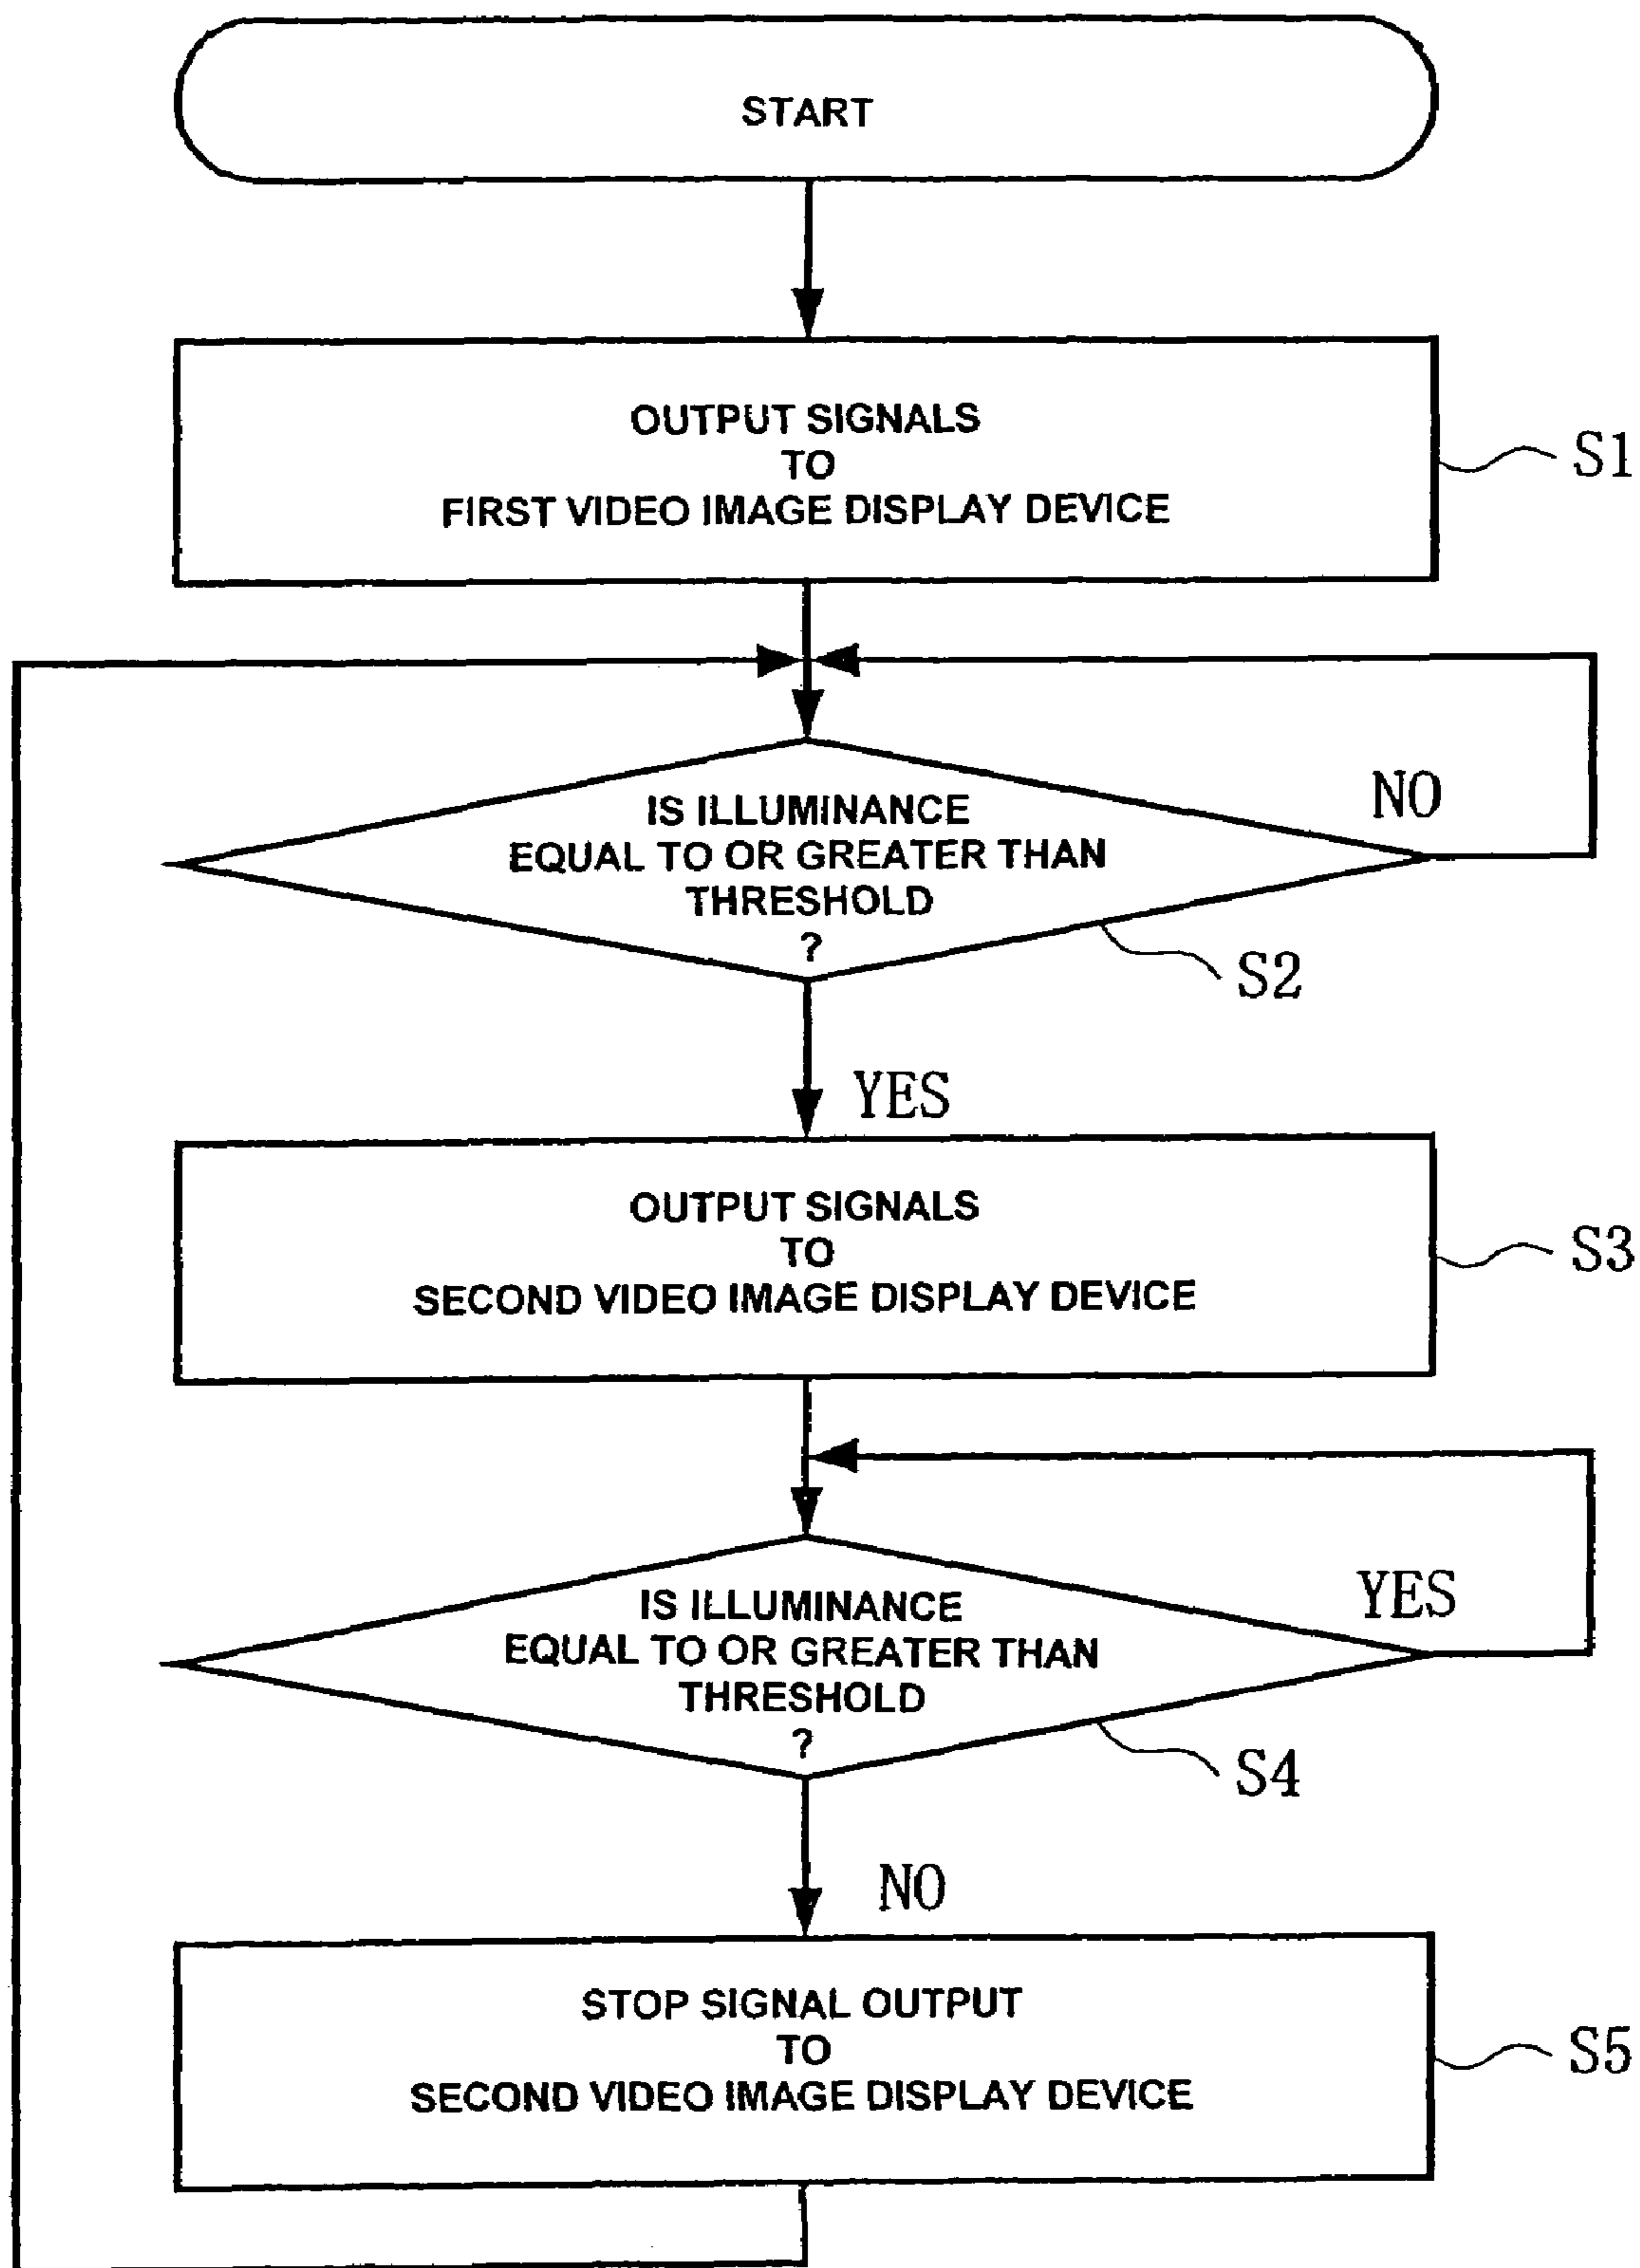 START
OUTPUT SIGNALS
TO
FIRST VIDEO IMAGE DISPLAY DEVICE
S1
IS ILLUMINANCE
EQUAL TO OR GREATER THAN
THRESHOLD
?
NO
S2
YES
OUTPUT SIGNALS
TO
SECOND VIDEO IMAGE DISPLAY DEVICE
S3
IS ILLUMINANCE
EQUAL TO OR GREATER THAN
THRESHOLD
?
YES
S4
NO
STOP SIGNAL OUTPUT
TO
SECOND VIDEO IMAGE DISPLAY DEVICE
S5